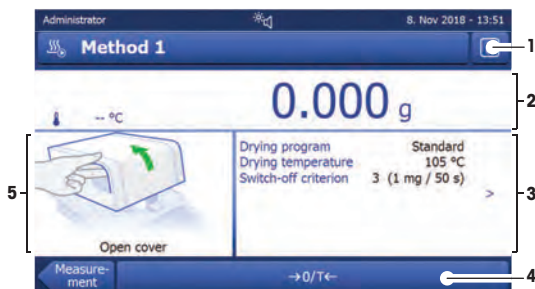 Administrator 8. Nov 2018 - 13:51
Method 1
1
-- °C
0.000 g
2
Drying program Standard
Drying temperature 105 °C
Switch-off criterion 3 (1 mg / 50 s)
>
3
5
Open cover
Measure-
ment
→0/T←
4